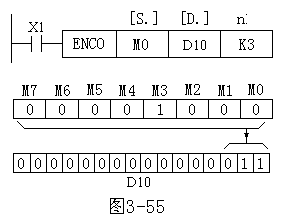 [S.] [D.] n
X1
ENCO M0 D10 K3
M7 M6 M5 M4 M3 M2 M1 M0
0 0 0 0 1 0 0 0
0 0 0 0 0 0 0 0 0 0 0 0 0 0 1 1
D10
图3-55